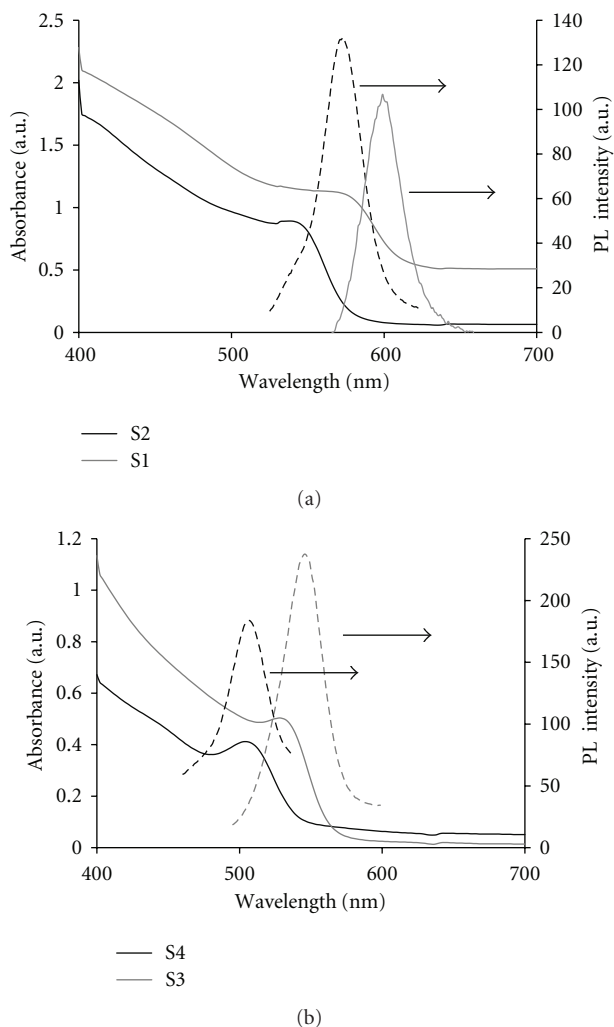 2.5
2
1.5
1
0.5
0
140
120
100
80
60
40
20
0
400
500
600
700
Absorbance (a.u.)
PL intensity (a.u.)
Wavelength (nm)
S2
S1
(a)
1.2
1
0.8
0.6
0.4
0.2
0
250
200
150
100
50
0
400
500
600
700
Absorbance (a.u.)
PL intensity (a.u.)
Wavelength (nm)
S4
S3
(b)